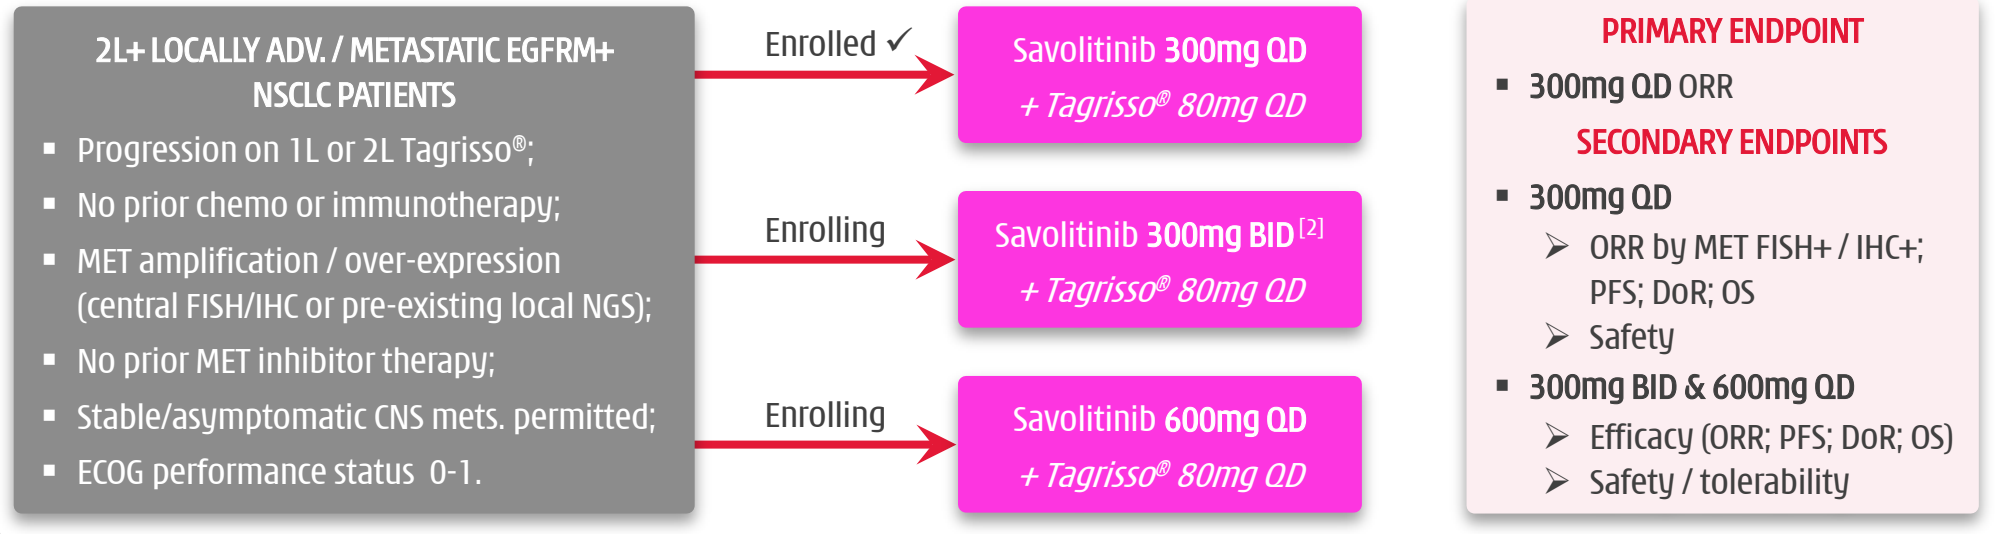 2L+ LOCALLY ADV. / METASTATIC EGFRM+
NSCLC PATIENTS
▪ Progression on 1L or 2L Tagrisso®;
▪ No prior chemo or immunotherapy;
▪ MET amplification / over-expression
(central FISH/IHC or pre-existing local NGS);
▪ No prior MET inhibitor therapy;
▪ Stable/asymptomatic CNS mets. permitted;
▪ ECOG performance status 0-1.
Enrolled ✓
Savolitinib 300mg QD
+ Tagrisso® 80mg QD
Enrolling
Savolitinib 300mg BID [2]
+ Tagrisso® 80mg QD
Enrolling
Savolitinib 600mg QD
+ Tagrisso® 80mg QD
PRIMARY ENDPOINT
▪ 300mg QD ORR
SECONDARY ENDPOINTS
▪ 300mg QD
➢ ORR by MET FISH+ / IHC+;
PFS; DoR; OS
➢ Safety
▪ 300mg BID & 600mg QD
➢ Efficacy (ORR; PFS; DoR; OS)
➢ Safety / tolerability